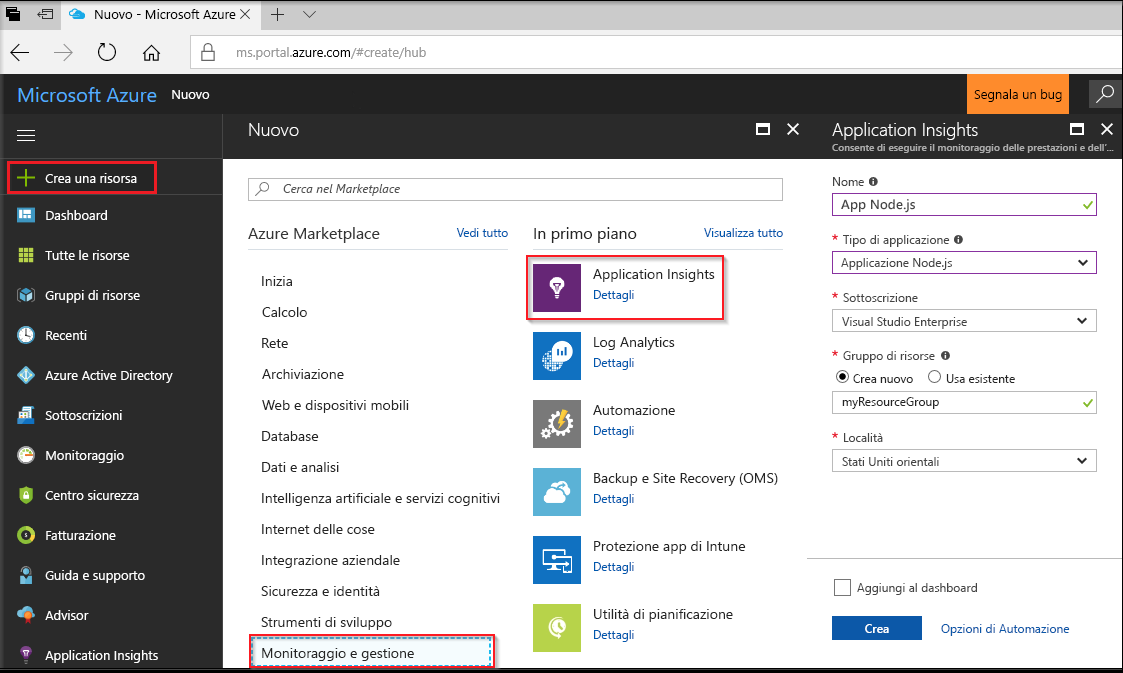 Nuovo - Microsoft Azure
ms.portal.azure.com/#create/hub
Microsoft Azure Nuovo
Segnala un bug
Crea una risorsa
Dashboard
Tutte le risorse
Gruppi di risorse
Recenti
Azure Active Directory
Sottoscrizioni
Monitoraggio
Centro sicurezza
Fatturazione
Guida e supporto
Advisor
Application Insights
Nuovo
Cerca nel Marketplace
Azure Marketplace
Vedi tutto
Inizia
Calcolo
Rete
Archiviazione
Web e dispositivi mobili
Database
Dati e analisi
Intelligenza artificiale e servizi cognitivi
Internet delle cose
Integrazione aziendale
Sicurezza e identità
Strumenti di sviluppo
Monitoraggio e gestione
In primo piano
Visualizza tutto
Application Insights
Dettagli
Log Analytics
Dettagli
Automazione
Dettagli
Backup e Site Recovery (OMS)
Dettagli
Protezione app di Intune
Dettagli
Utilità di pianificazione
Dettagli
Application Insights
Consente di eseguire il monitoraggio delle prestazioni e dell'...
Nome
App Node.js
* Tipo di applicazione
Applicazione Node.js
* Sottoscrizione
Visual Studio Enterprise
* Gruppo di risorse
Crea nuovo Usa esistente
myResourceGroup
* Località
Stati Uniti orientali
Aggiungi al dashboard
Crea
Opzioni di Automazione